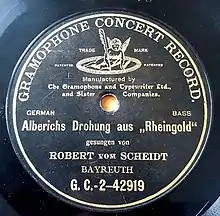 GRAMOPHONE CONCERT RECORD.
TRADE MARK
Manufactured by
The Gramophone and Typewriter Ltd.,
and Sister Companies.
GERMAN BASS
Alberichs Drohung aus „Rheingold“
gesungen von
ROBERT VOM SCHEIDT
BAYREUTH
G. C.-2-42919